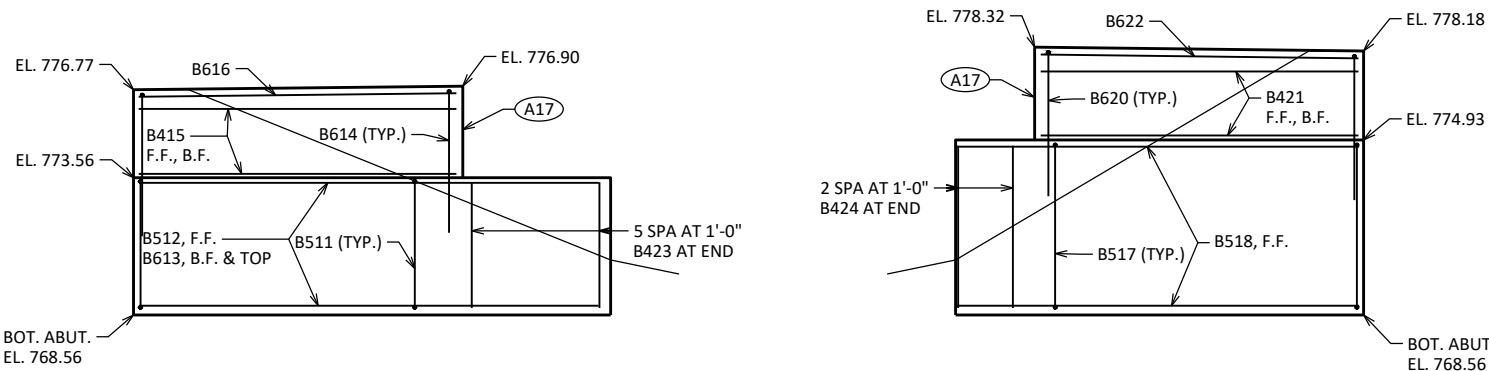 EL. 776.77
B616
EL. 776.90
A17
B415
F.F., B.F.
B614 (TYP.)
EL. 773.56
B512, F.F.
B613, B.F. & TOP
B511 (TYP.)
5 SPA AT 1'-0"
B423 AT END
BOT. ABUT.
EL. 768.56
EL. 778.32
B622
EL. 778.18
A17
B620 (TYP.)
B421
F.F., B.F.
EL. 774.93
2 SPA AT 1'-0"
B424 AT END
B517 (TYP.)
B518, F.F.
BOT. ABUT
EL. 768.56